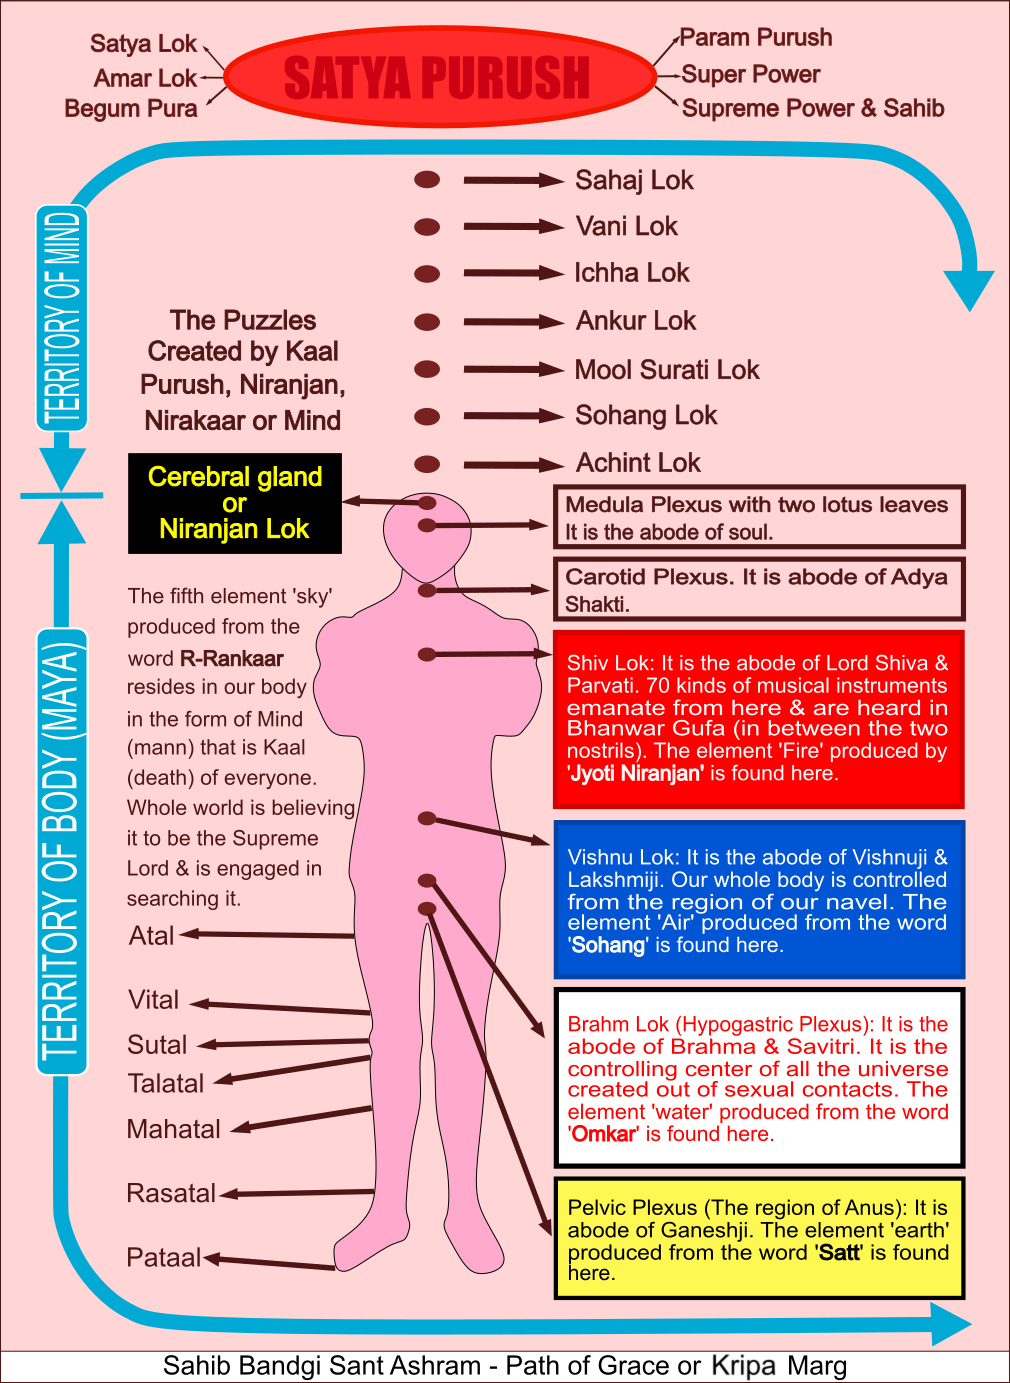 Satya Lok
Amar Lok
Begum Pura
SATYA PURUSH
Param Purush
Super Power
Supreme Power & Sahib
TERRITORY OF MIND
Sahaj Lok
Vani Lok
Ichha Lok
Ankur Lok
Mool Surati Lok
Sohang Lok
Achint Lok
The Puzzles
Created by Kaal
Purush, Niranjan,
Nirakaar or Mind
Cerebral gland
or
Niranjan Lok
Medula Plexus with two lotus leaves
It is the abode of soul.
Carotid Plexus. It is abode of Adya
Shakti.
TERRITORY OF BODY (MAYA)
The fifth element 'sky'
produced from the
word R-Rankaar
resides in our body
in the form of Mind
(mann) that is Kaal
(death) of everyone.
Whole world is believing
it to be the Supreme
Lord & is engaged in
searching it.
Shiv Lok: It is the abode of Lord Shiva &
Parvati. 70 kinds of musical instruments
emanate from here & are heard in
Bhanwar Gufa (in between the two
nostrils). The element 'Fire' produced by
'Jyoti Niranjan' is found here.
Vishnu Lok: It is the abode of Vishnuji &
Lakshmiji. Our whole body is controlled
from the region of our navel. The
element 'Air' produced from the word
'Sohang' is found here.
Brahm Lok (Hypogastric Plexus): It is the
abode of Brahma & Savitri. It is the
controlling center of all the universe
created out of sexual contacts. The
element 'water' produced from the word
'Omkar' is found here.
Pelvic Plexus (The region of Anus): It is
abode of Ganeshji. The element 'earth'
produced from the word 'Satt' is found
here.
Atal
Vital
Sutal
Talatal
Mahatal
Rasatal
Pataal
Sahib Bandgi Sant Ashram - Path of Grace or Kripa Marg